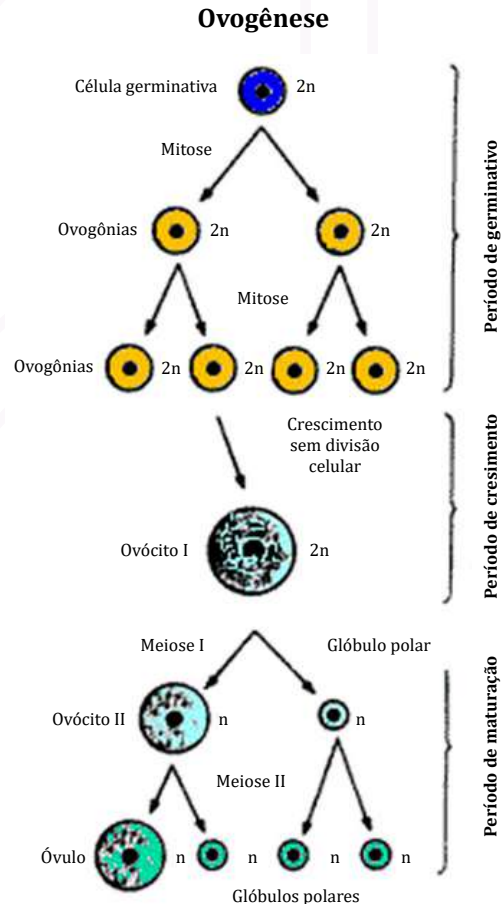 Ovogênese
Célula germinativa 2n
Mitose
Ovogônias 2n 2n
Mitose
Ovogônias 2n 2n 2n 2n
Período de germinativo
Crescimento
sem divisão
celular
Ovócito I 2n
Período de cresimento
Meiose I Glóbulo polar
Ovócito II n n
Meiose II
Óvulo n n n n
Glóbulos polares
Período de maturação